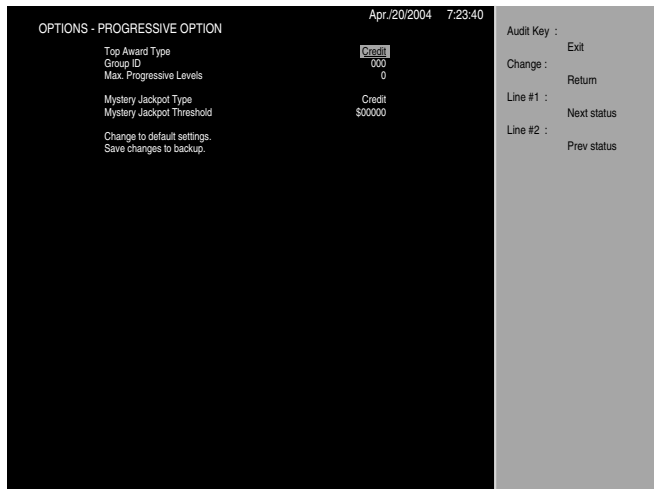 Apr./20/2004 7:23:40
OPTIONS - PROGRESSIVE OPTION
Top Award Type Credit
Group ID 000
Max. Progressive Levels 0
Mystery Jackpot Type Credit
Mystery Jackpot Threshold $00000
Change to default settings.
Save changes to backup.
Audit Key :
Exit
Change :
Return
Line #1 :
Next status
Line #2 :
Prev status